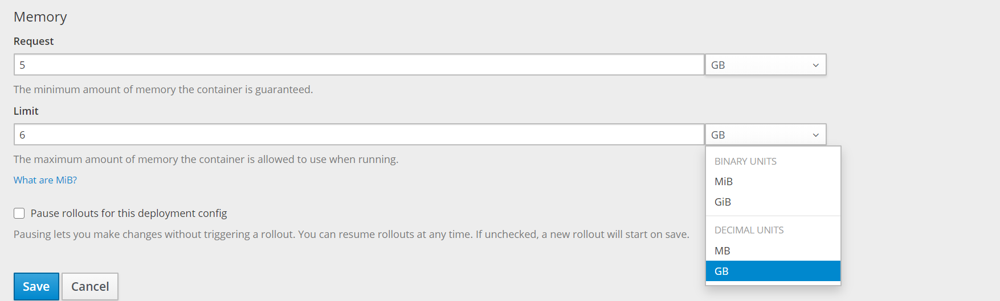 Memory
Request
5 GB
The minimum amount of memory the container is guaranteed.
Limit
6 GB
The maximum amount of memory the container is allowed to use when running.
What are MiB?
BINARY UNITS
MiB
GiB
DECIMAL UNITS
MB
GB
Pause rollouts for this deployment config
Pausing lets you make changes without triggering a rollout. You can resume rollouts at any time. If unchecked, a new rollout will start on save.
Save Cancel